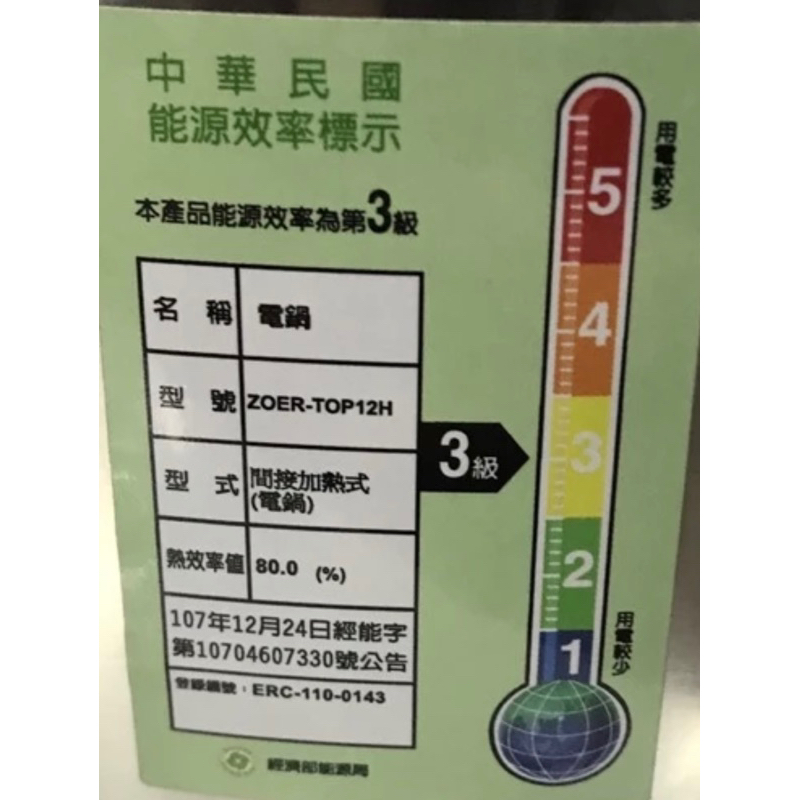 中華民國
能源效率標示
本產品能源效率為第3級
名稱 電鍋
型號 ZOER-TOP12H
型式 間接加熱式
(電鍋)
熱效率值 80.0 (%)
107年12月24日經能字
第10704607330號公告
登錄編號：ERC-110-0143
經濟部能源局
3級
用電較多
5
4
3
2
1
用電較少